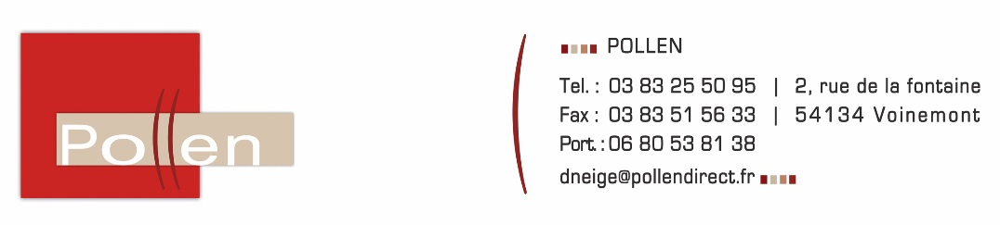 Pollen
POLLEN
Tel. : 03 83 25 50 95 | 2, rue de la fontaine
Fax : 03 83 51 56 33 | 54134 Voinemont
Port. : 06 80 53 81 38
dneige@pollendirect.fr